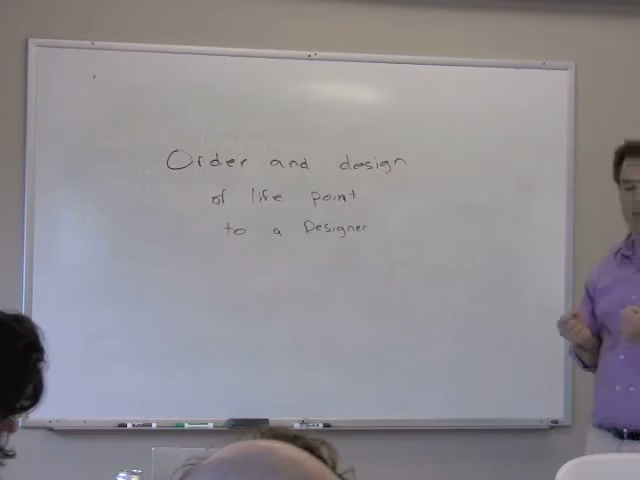 Order and design
of life point
to a Designer